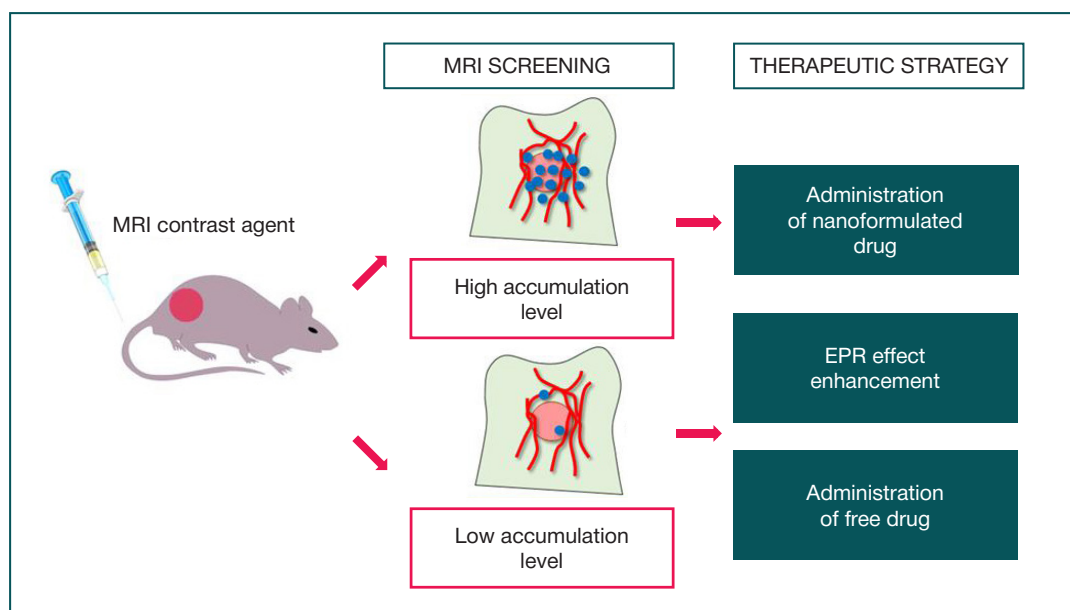 MRI SCREENING
THERAPEUTIC STRATEGY
MRI contrast agent
High accumulation
level
Low accumulation
level
Administration
of nanoformulated
drug
EPR effect
enhancement
Administration
of free drug